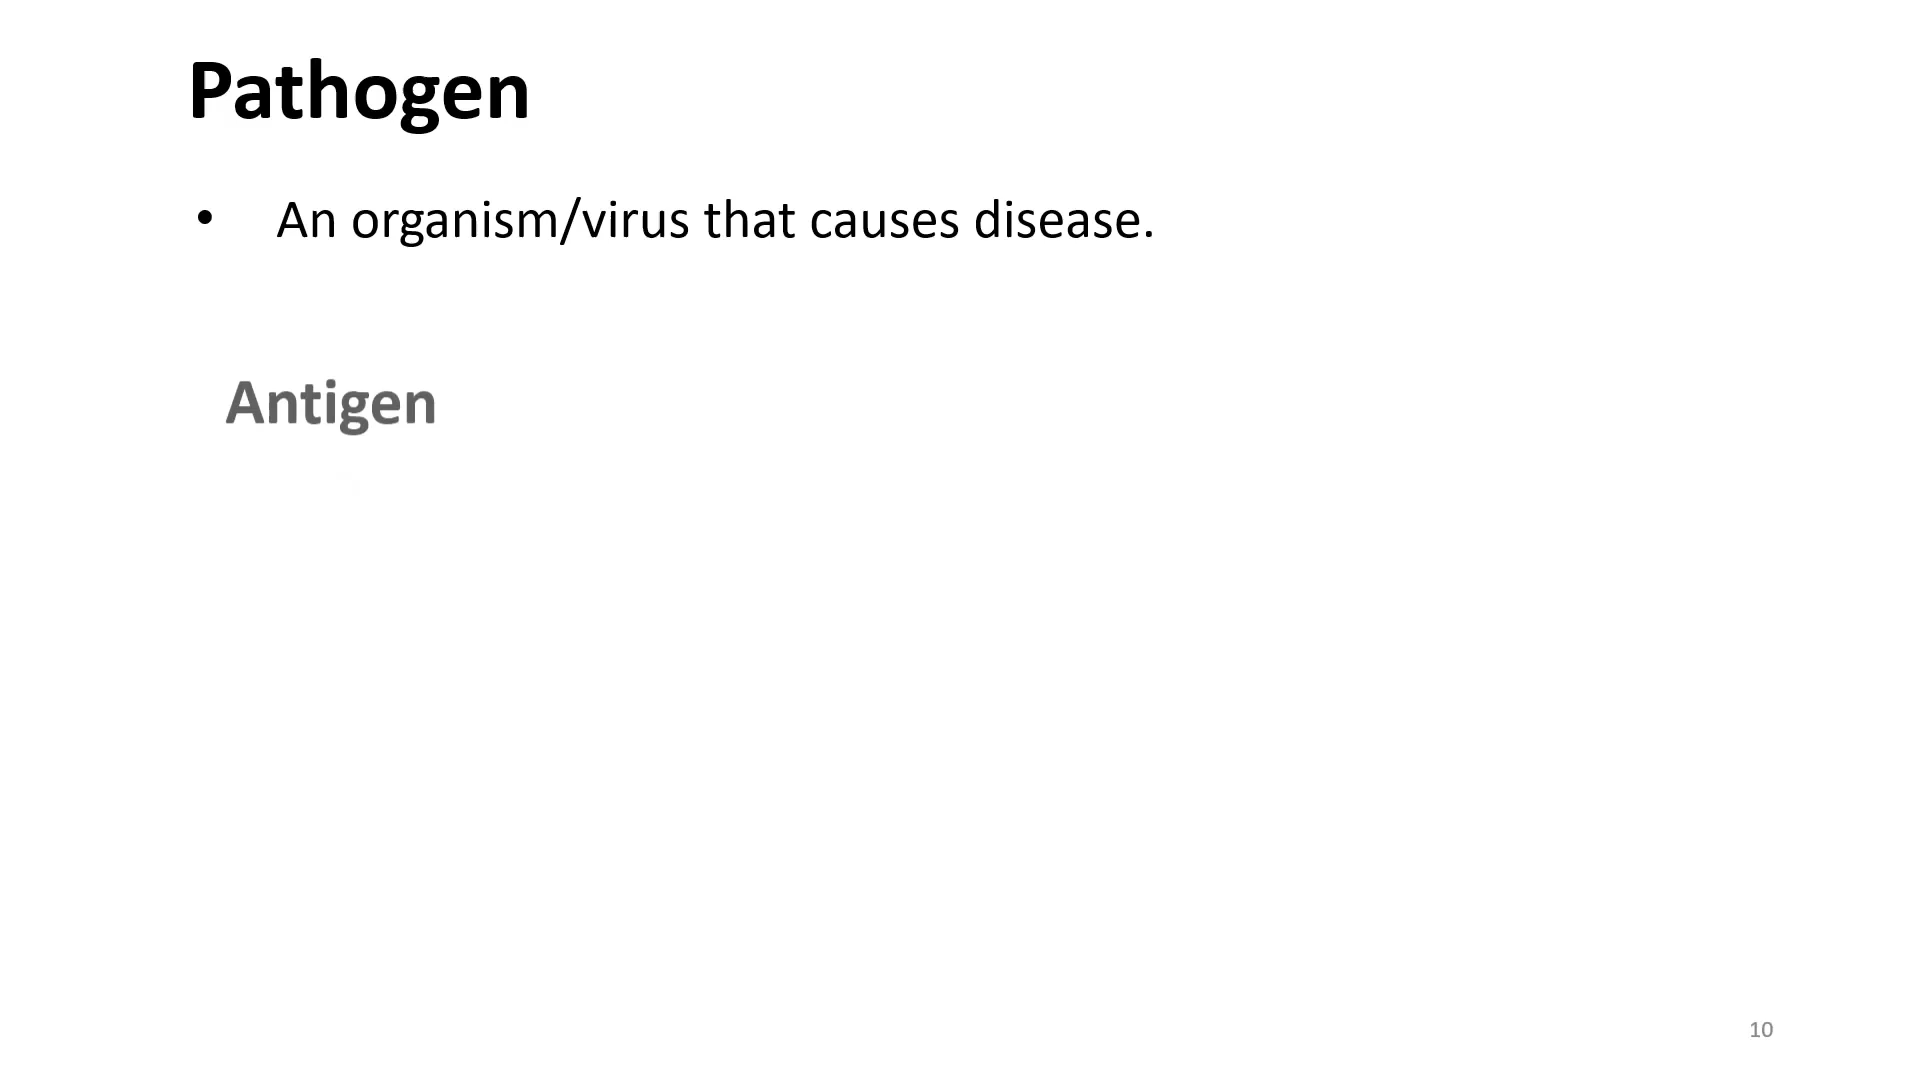 Pathogen
• An organism/virus that causes disease.
Antigen
10